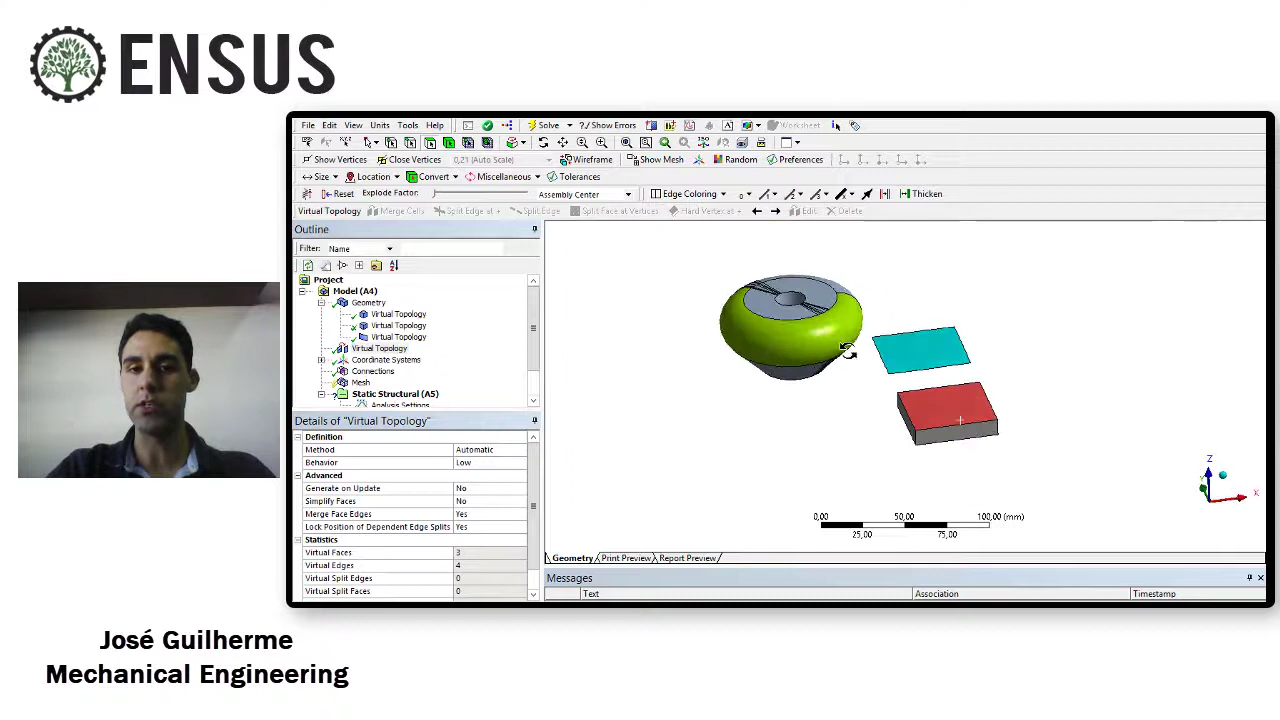 ENSUS
File Edit View Units Tools Help Solve ?/ Show Errors Worksheet
Show Vertices Close Vertices 0,21 (Auto Scale) Wireframe Show Mesh Random Preferences
Size Location Convert Miscellaneous Tolerances
Reset Explode Factor: Assembly Center Edge Coloring Thicken
Virtual Topology Merge Cells Split Edge at + Split Edge Split Face at Vertices Hard Vertex at + Edit Delete
Outline
Filter: Name
Project
Model (A4)
Geometry
Virtual Topology
Virtual Topology
Virtual Topology
Virtual Topology
Coordinate Systems
Connections
Mesh
Static Structural (A5)
Analysis Settings
Details of "Virtual Topology"
Definition
Method Automatic
Behavior Low
Advanced
Generate on Update No
Simplify Faces No
Merge Face Edges Yes
Lock Position of Dependent Edge Splits Yes
Statistics
Virtual Faces 3
Virtual Edges 4
Virtual Split Edges 0
Virtual Split Faces 0
Z
Y
X
0,00 50,00 100,00 (mm)
25,00 75,00
Geometry Print Preview Report Preview
Messages
Text Association Timestamp
José Guilherme
Mechanical Engineering